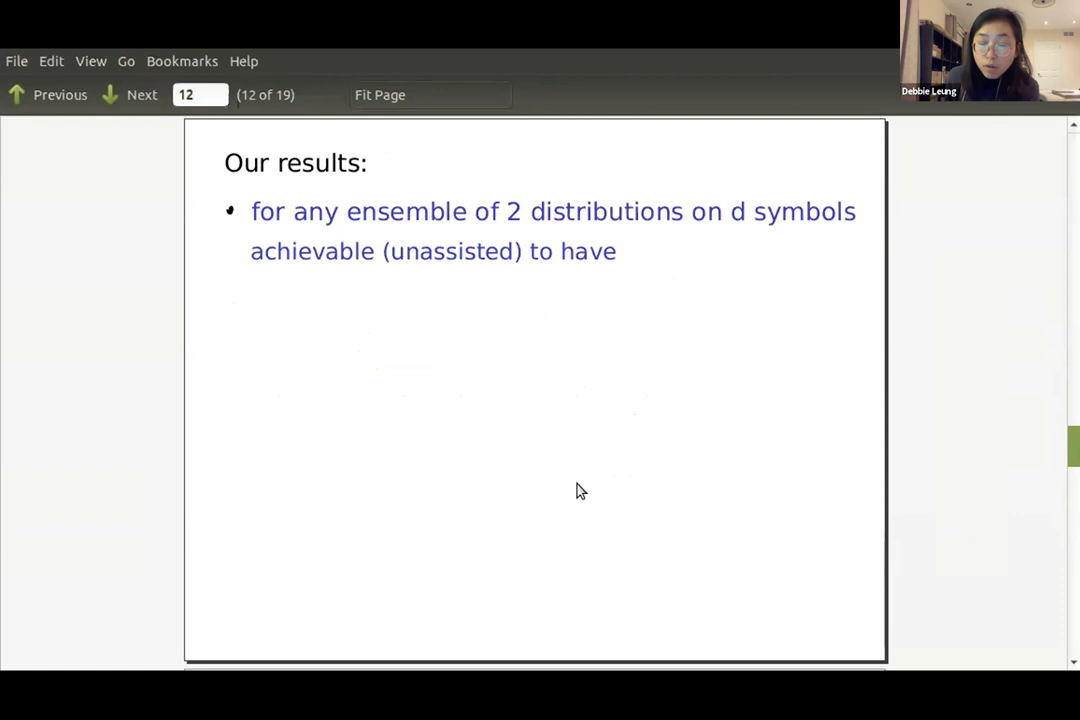 Debbie Leung
File Edit View Go Bookmarks Help
Previous Next 12 (12 of 19) Fit Page
Our results:
• for any ensemble of 2 distributions on d symbols
achievable (unassisted) to have